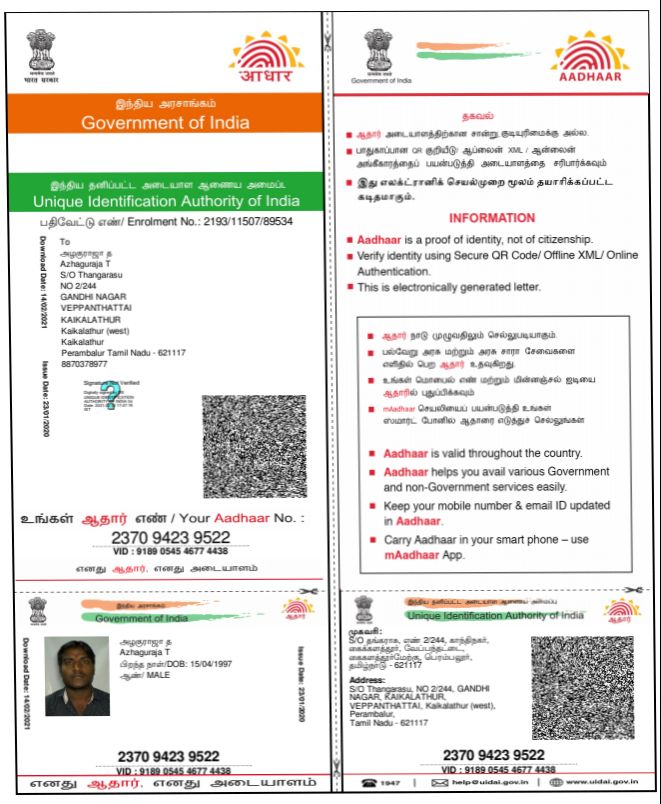 भारत सरकार
आधार
இந்திய அரசாங்கம்
Government of India
இந்திய தனிப்பட்ட அடையாள ஆணைய அமைப்பு
Unique Identification Authority of India
பதிவேட்டு எண்/ Enrolment No.: 2193/11507/89534
Download Date: 14/02/2021
Issue Date: 23/01/2020
To
அழகுராஜா த
Azhaguraja T
S/O Thangarasu
NO 2/244
GANDHI NAGAR
VEPPANTHATTAI
KAIKALATHUR
Kaikalathur (west)
Kaikalathur
Perambalur Tamil Nadu - 621117
8870378977
Signature Not Verified
உங்கள் ஆதார் எண் / Your Aadhaar No. :
2370 9423 9522
VID : 9189 0545 4677 4438
எனது ஆதார், எனது அடையாளம்
இந்திய அரசாங்கம்
Government of India
ஆதார்
Download Date: 14/02/2021
அழகுராஜா த
Azhaguraja T
பிறந்த நாள்/DOB: 15/04/1997
ஆண்/ MALE
Issue Date: 23/01/2020
2370 9423 9522
VID : 9189 0545 4677 4438
எனது ஆதார், எனது அடையாளம்
Government of India
AADHAAR
தகவல்
ஆதார் அடையாளத்திற்கான சான்று, குடியுரிமைக்கு அல்ல.
பாதுகாப்பான QR குறியீடு/ ஆப்லைன் XML / ஆன்லைன்
அங்கீகாரத்தைப் பயன்படுத்தி அடையாளத்தை சரிபார்க்கவும்
இது எலக்ட்ரானிக் செயல்முறை மூலம் தயாரிக்கப்பட்ட
கடிதமாகும்.
INFORMATION
Aadhaar is a proof of identity, not of citizenship.
Verify identity using Secure QR Code/ Offline XML/ Online
Authentication.
This is electronically generated letter.
ஆதார் நாடு முழுவதிலும் செல்லுபடியாகும்.
பல்வேறு அரசு மற்றும் அரசு சாரா சேவைகளை
எளிதில் பெற ஆதார் உதவுகிறது.
உங்கள் மொபைல் எண் மற்றும் மின்னஞ்சல் ஐடியை
ஆதாரில் புதுப்பிக்கவும்
mAadhaar செயலியைப் பயன்படுத்தி உங்கள்
ஸ்மார்ட் போனில் ஆதாரை எடுத்துச் செல்லுங்கள்
Aadhaar is valid throughout the country.
Aadhaar helps you avail various Government
and non-Government services easily.
Keep your mobile number & email ID updated
in Aadhaar.
Carry Aadhaar in your smart phone – use
mAadhaar App.
இந்திய தனிப்பட்ட அடையாள ஆணைய அமைப்பு
Unique Identification Authority of India
ஆதார்
முகவரி:
S/O தங்கராசு, எண் 2/244, காந்திநகர்,
கைகளத்தூர், வேப்பந்தட்டை,
கைகளத்தூர்மேற்கு, பெரம்பலூர்,
தமிழ்நாடு - 621117
Address:
S/O Thangarasu, NO 2/244, GANDHI
NAGAR, KAIKALATHUR,
VEPPANTHATTAI, Kaikalathur (west),
Perambalur,
Tamil Nadu - 621117
2370 9423 9522
VID : 9189 0545 4677 4438
1947 | help@uidai.gov.in | www.uidai.gov.in